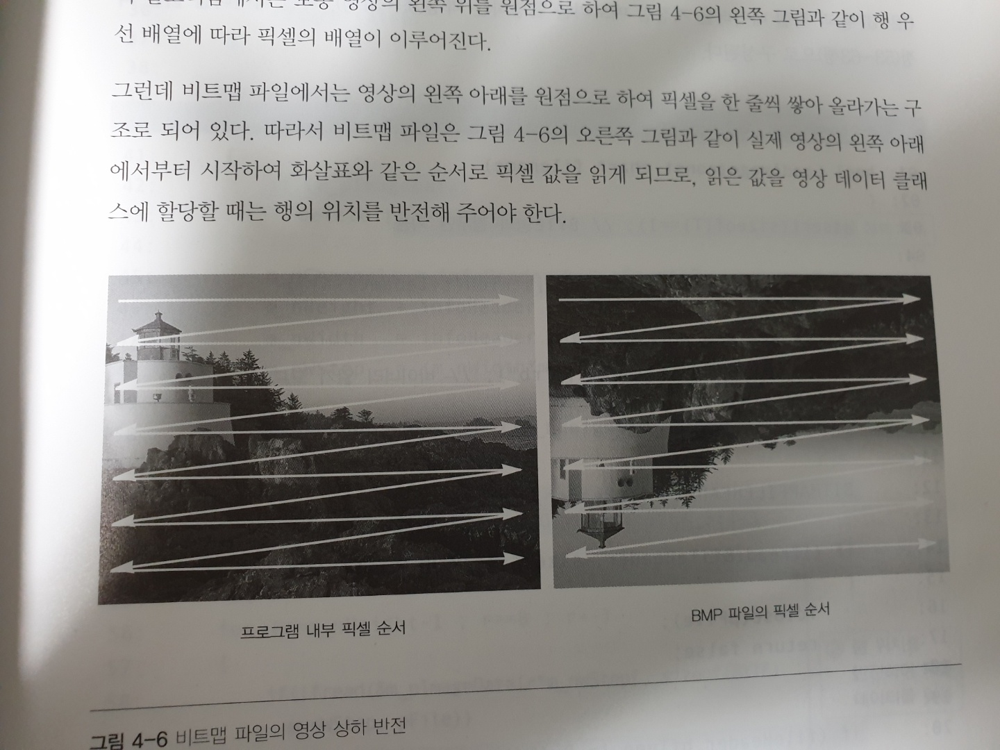 영상의 왼쪽 위를 원점으로 하여 그림 4-6의 왼쪽 그림과 같이 행 우
선 배열에 따라 픽셀의 배열이 이루어진다.
그런데 비트맵 파일에서는 영상의 왼쪽 아래를 원점으로 하여 픽셀을 한 줄씩 쌓아 올라가는 구
조로 되어 있다. 따라서 비트맵 파일은 그림 4-6의 오른쪽 그림과 같이 실제 영상의 왼쪽 아래
에서부터 시작하여 화살표와 같은 순서로 픽셀 값을 읽게 되므로, 읽은 값을 영상 데이터 클래
스에 할당할 때는 행의 위치를 반전해 주어야 한다.
프로그램 내부 픽셀 순서
BMP 파일의 픽셀 순서
그림 4-6 비트맵 파일의 영상 상하 반전